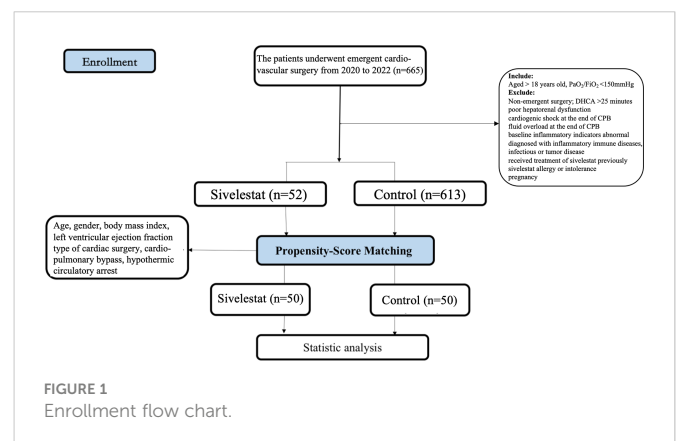 Enrollment
The patients underwent emergent cardio-
vascular surgery from 2020 to 2022 (n=665)
Include:
Aged > 18 years old, PaO2/FiO2 <150mmHg
Exclude:
Non-emergent surgery; DHCA >25 minutes
poor hepatorenal dysfunction
cardiogenic shock at the end of CPB
fluid overload at the end of CPB
baseline inflammatory indicators abnormal
diagnosed with inflammatory immune diseases,
infectious or tumor disease
received treatment of sivelestat previously
sivelestat allergy or intolerance
pregnancy
Sivelestat (n=52)
Control (n=613)
Age, gender, body mass index,
left ventricular ejection fraction
type of cardiac surgery, cardio-
pulmonary bypass, hypothermic
circulatory arrest
Propensity-Score Matching
Sivelestat (n=50)
Control (n=50)
Statistic analysis
FIGURE 1
Enrollment flow chart.